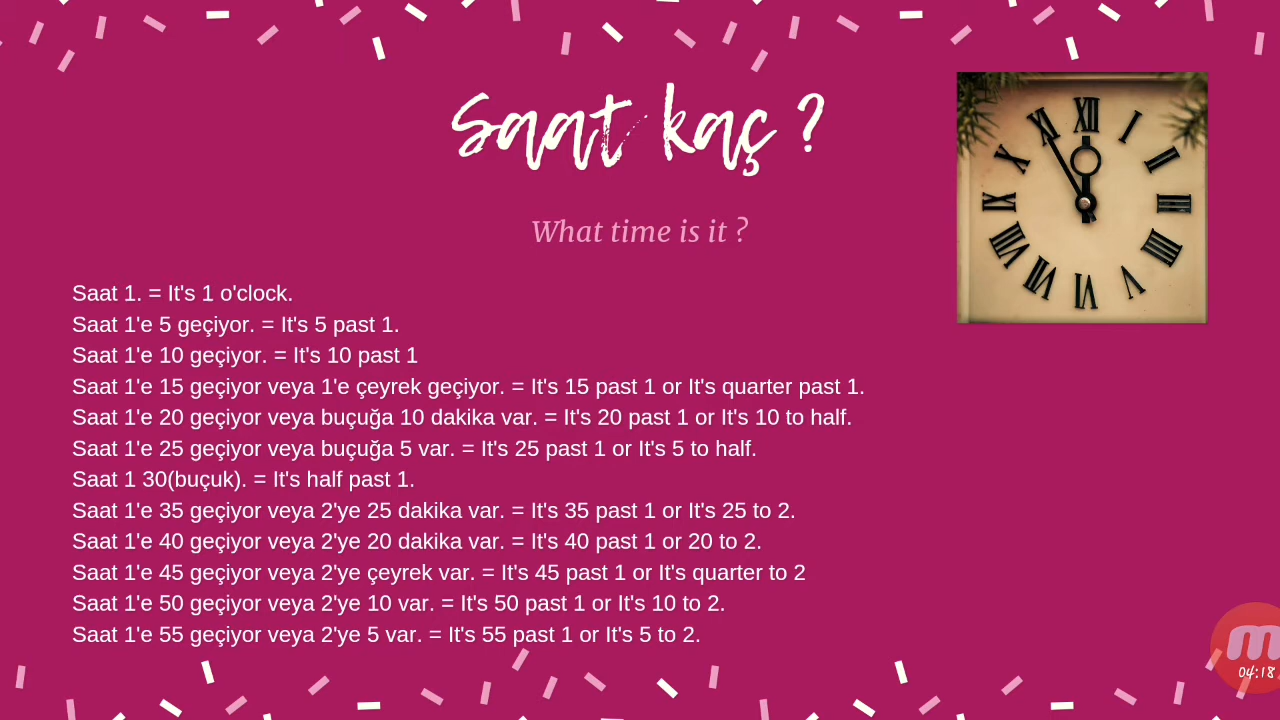 Saat kaç ?
What time is it ?
XII
I
II
III
IIII
V
VI
VII
VIII
IX
X
XI
Saat 1. = It's 1 o'clock.
Saat 1'e 5 geçiyor. = It's 5 past 1.
Saat 1'e 10 geçiyor. = It's 10 past 1
Saat 1'e 15 geçiyor veya 1'e çeyrek geçiyor. = It's 15 past 1 or It's quarter past 1.
Saat 1'e 20 geçiyor veya buçuğa 10 dakika var. = It's 20 past 1 or It's 10 to half.
Saat 1'e 25 geçiyor veya buçuğa 5 var. = It's 25 past 1 or It's 5 to half.
Saat 1 30(buçuk). = It's half past 1.
Saat 1'e 35 geçiyor veya 2'ye 25 dakika var. = It's 35 past 1 or It's 25 to 2.
Saat 1'e 40 geçiyor veya 2'ye 20 dakika var. = It's 40 past 1 or 20 to 2.
Saat 1'e 45 geçiyor veya 2'ye çeyrek var. = It's 45 past 1 or It's quarter to 2
Saat 1'e 50 geçiyor veya 2'ye 10 var. = It's 50 past 1 or It's 10 to 2.
Saat 1'e 55 geçiyor veya 2'ye 5 var. = It's 55 past 1 or It's 5 to 2.
m
04:18